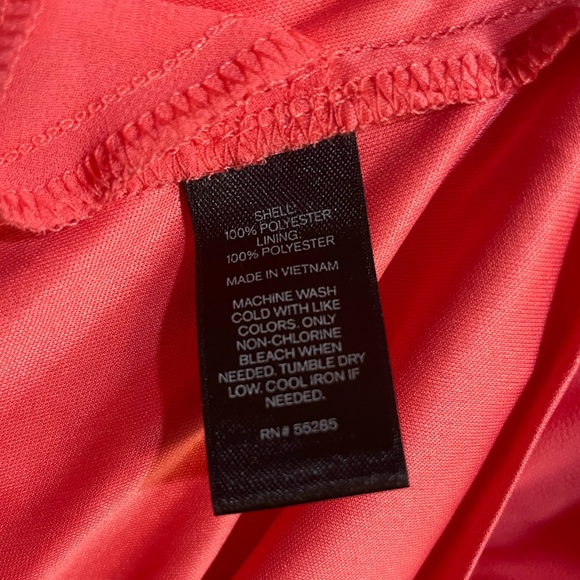 SHELL:
100% POLYESTER
LINING:
100% POLYESTER
MADE IN VIETNAM
MACHINE WASH
COLD WITH LIKE
COLORS. ONLY
NON-CHLORINE
BLEACH WHEN
NEEDED. TUMBLE DRY
LOW. COOL IRON IF
NEEDED.
RN# 55285